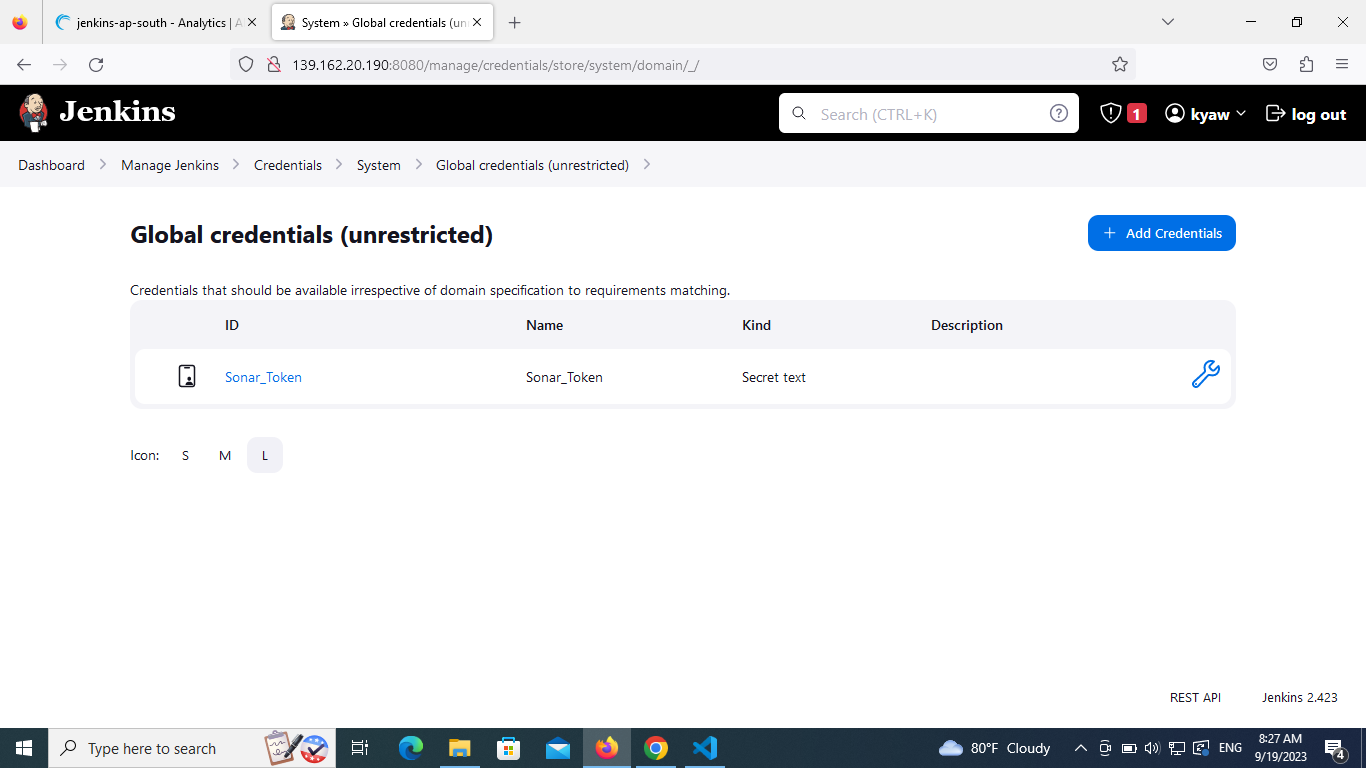 jenkins-ap-south - Analytics | A
System » Global credentials (un
139.162.20.190:8080/manage/credentials/store/system/domain/_/
Jenkins
Search (CTRL+K)
1
kyaw
log out
Dashboard
Manage Jenkins
Credentials
System
Global credentials (unrestricted)
Global credentials (unrestricted)
Add Credentials
Credentials that should be available irrespective of domain specification to requirements matching.
ID Name Kind Description
Sonar_Token Sonar_Token Secret text
Icon: S M L
REST API Jenkins 2.423
Type here to search
80°F Cloudy
ENG
8:27 AM
9/19/2023
4